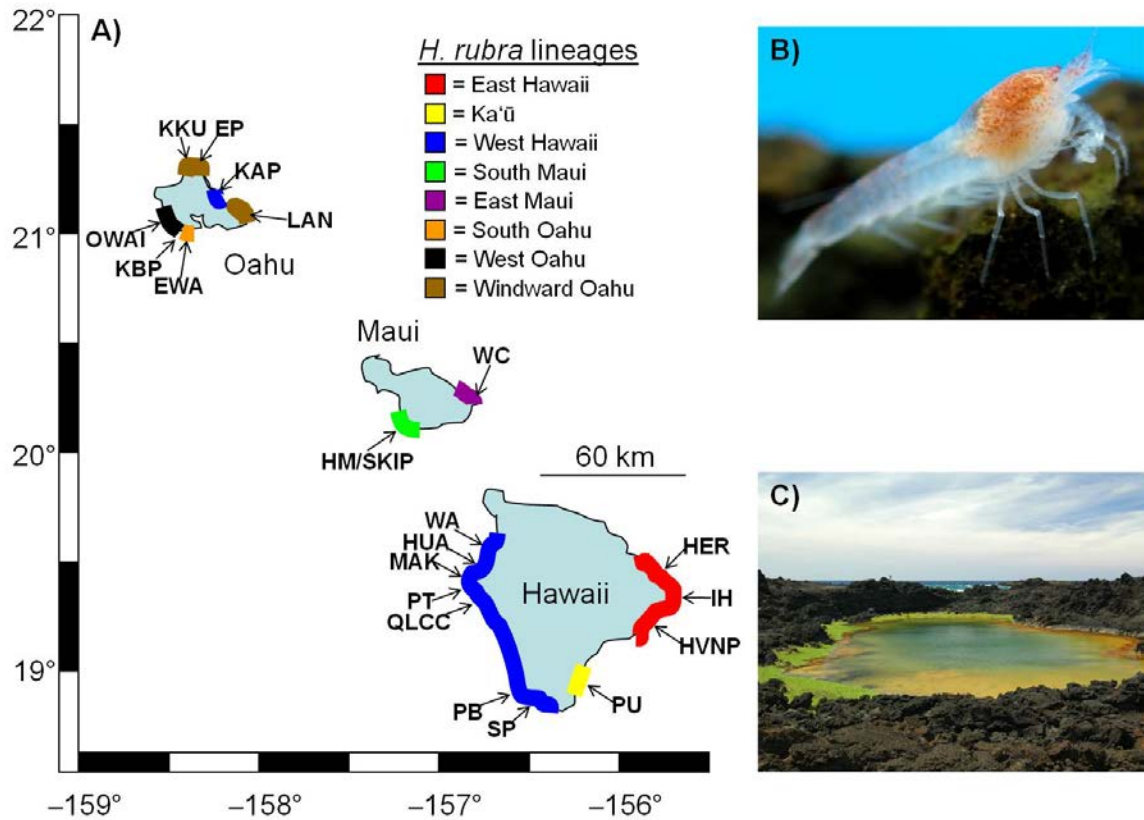 A)
22°
21°
20°
19°
–159°
–158°
–157°
–156°
H. rubra lineages
= East Hawaii
= Ka‘ū
= West Hawaii
= South Maui
= East Maui
= South Oahu
= West Oahu
= Windward Oahu
KKU EP
KAP
LAN
OWAI
KBP
EWA
Oahu
Maui
WC
HM/SKIP
60 km
WA
HUA
MAK
PT
QLCC
Hawaii
HER
IH
HVNP
PB
SP
PU
B)
C)